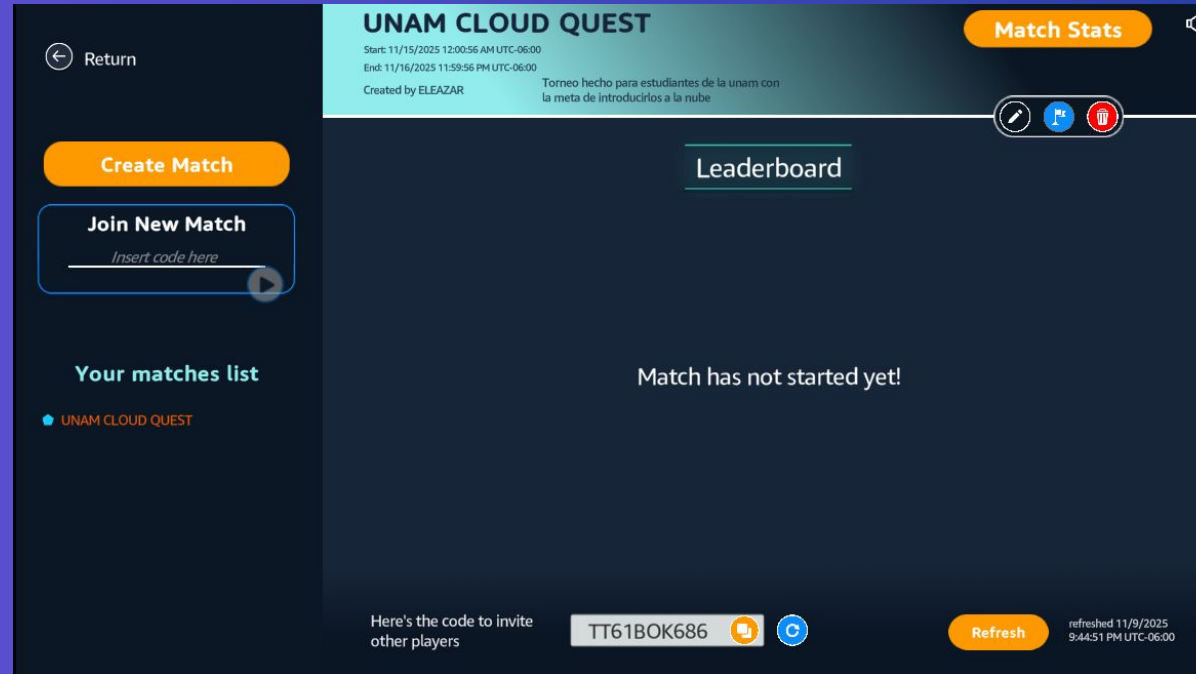 Return
Create Match
Join New Match
Insert code here
Your matches list
UNAM CLOUD QUEST
UNAM CLOUD QUEST
Start: 11/15/2025 12:00:56 AM UTC-06:00
End: 11/16/2025 11:59:56 PM UTC-06:00
Created by ELEAZAR
Torneo hecho para estudiantes de la unam con
la meta de introducirlos a la nube
Match Stats
Leaderboard
Match has not started yet!
Here's the code to invite
other players
TT61BOK686
Refresh
refreshed 11/9/2025
9:44:51 PM UTC-06:00